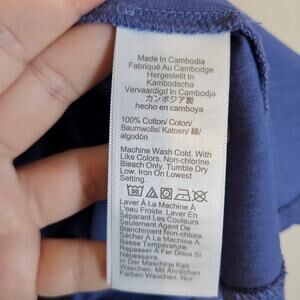 Made In Cambodia
Fabriqué Au Cambodge
Hergestellt In
Kambodscha
Vervaardigd In Cambodja
カンボジア製
hecho en camboya
100% Cotton/ Coton/
Baumwolle/ Katoen/ 綿/
algodón
Machine Wash Cold. With
Like Colors. Non-chlorine
Bleach Only. Tumble Dry
Low. Iron On Lowest
Setting.
30
Laver À La Machine À
L'eau Froide. Laver En
Séparant Les Couleurs
Seulement. Décolorant
Agent De Blanchiment
Non Chloré. Sécher À La
Machine À
Basse Température
Repasser À Fer Doux Si
Nécessaire.
In Der Maschine Kalt
Waschen. Nur Mit Ähnlichen
Farben Waschen. Nur